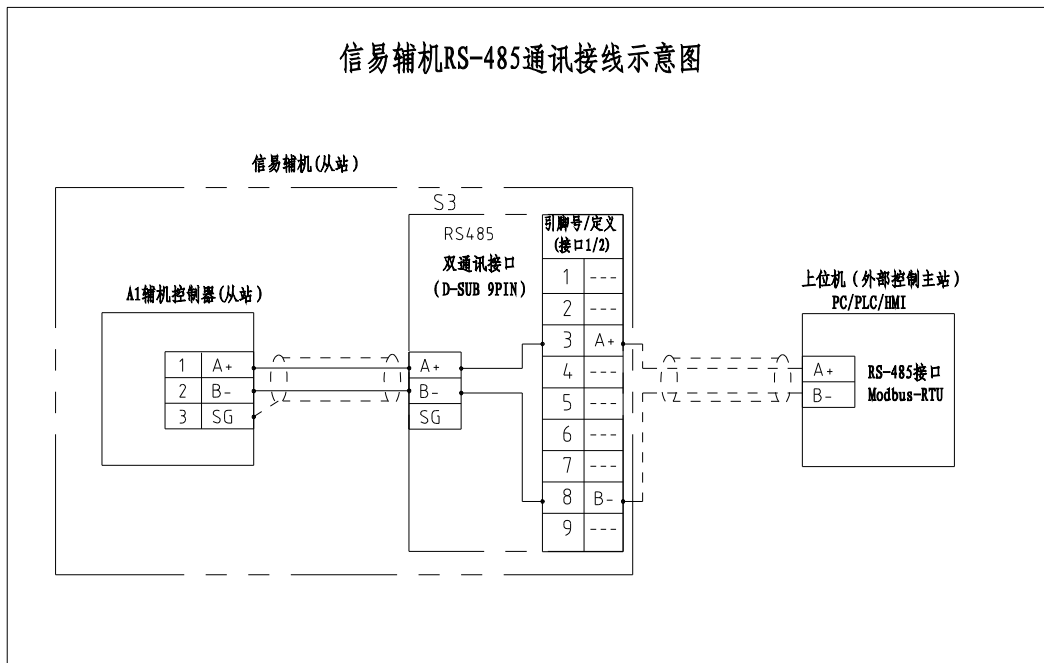 信易辅机RS-485通讯接线示意图
信易辅机(从站)
S3
RS485
双通讯接口
(D-SUB 9PIN)
引脚号/定义
(接口1/2)
1 ---
2 ---
3 A+
4 ---
5 ---
6 ---
7 ---
8 B-
9 ---
A1辅机控制器(从站)
1 A+
2 B-
3 SG
A+
B-
SG
上位机(外部控制主站)
PC/PLC/HMI
A+
B-
RS-485接口
Modbus-RTU